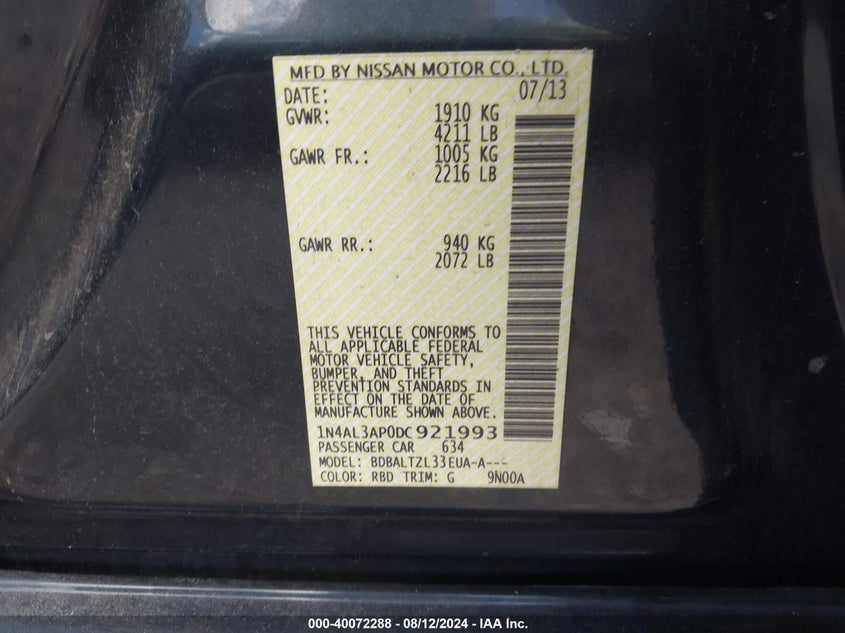 MFD BY NISSAN MOTOR CO., LTD.
DATE: 07/13
GVWR: 1910 KG
4211 LB
GAWR FR.: 1005 KG
2216 LB
GAWR RR.: 940 KG
2072 LB
THIS VEHICLE CONFORMS TO
ALL APPLICABLE FEDERAL
MOTOR VEHICLE SAFETY,
BUMPER, AND THEFT
PREVENTION STANDARDS IN
EFFECT ON THE DATE OF
MANUFACTURE SHOWN ABOVE.
1N4AL3AP0DC921993
PASSENGER CAR 634
MODEL: BDBALTZL33EUA-A---
COLOR: RBD TRIM: G 9N00A
000-40072288 - 08/12/2024 - IAA Inc.